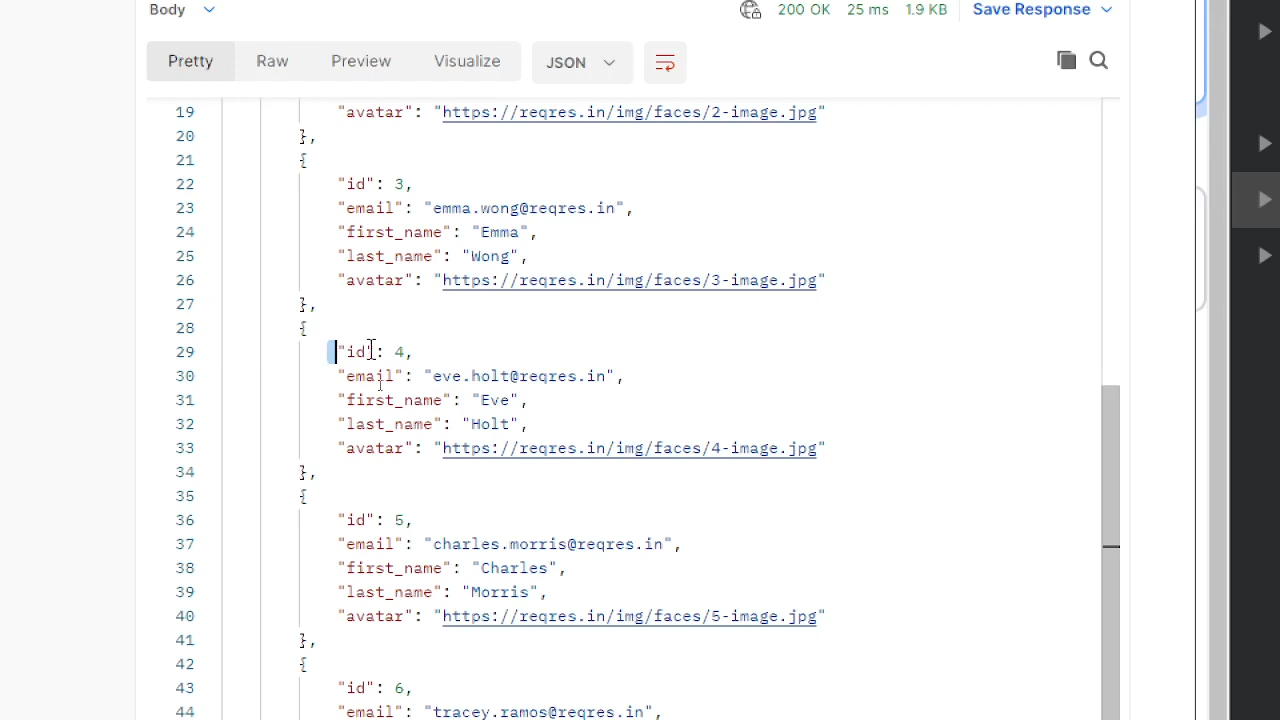 Body 200 OK 25 ms 1.9 KB Save Response
Pretty Raw Preview Visualize JSON
19 "avatar": "https://reqres.in/img/faces/2-image.jpg"
20 },
21 {
22 "id": 3,
23 "email": "emma.wong@reqres.in",
24 "first_name": "Emma",
25 "last_name": "Wong",
26 "avatar": "https://reqres.in/img/faces/3-image.jpg"
27 },
28 {
29 "id": 4,
30 "email": "eve.holt@reqres.in",
31 "first_name": "Eve",
32 "last_name": "Holt",
33 "avatar": "https://reqres.in/img/faces/4-image.jpg"
34 },
35 {
36 "id": 5,
37 "email": "charles.morris@reqres.in",
38 "first_name": "Charles",
39 "last_name": "Morris",
40 "avatar": "https://reqres.in/img/faces/5-image.jpg"
41 },
42 {
43 "id": 6,
44 "email": "tracey.ramos@reqres.in",